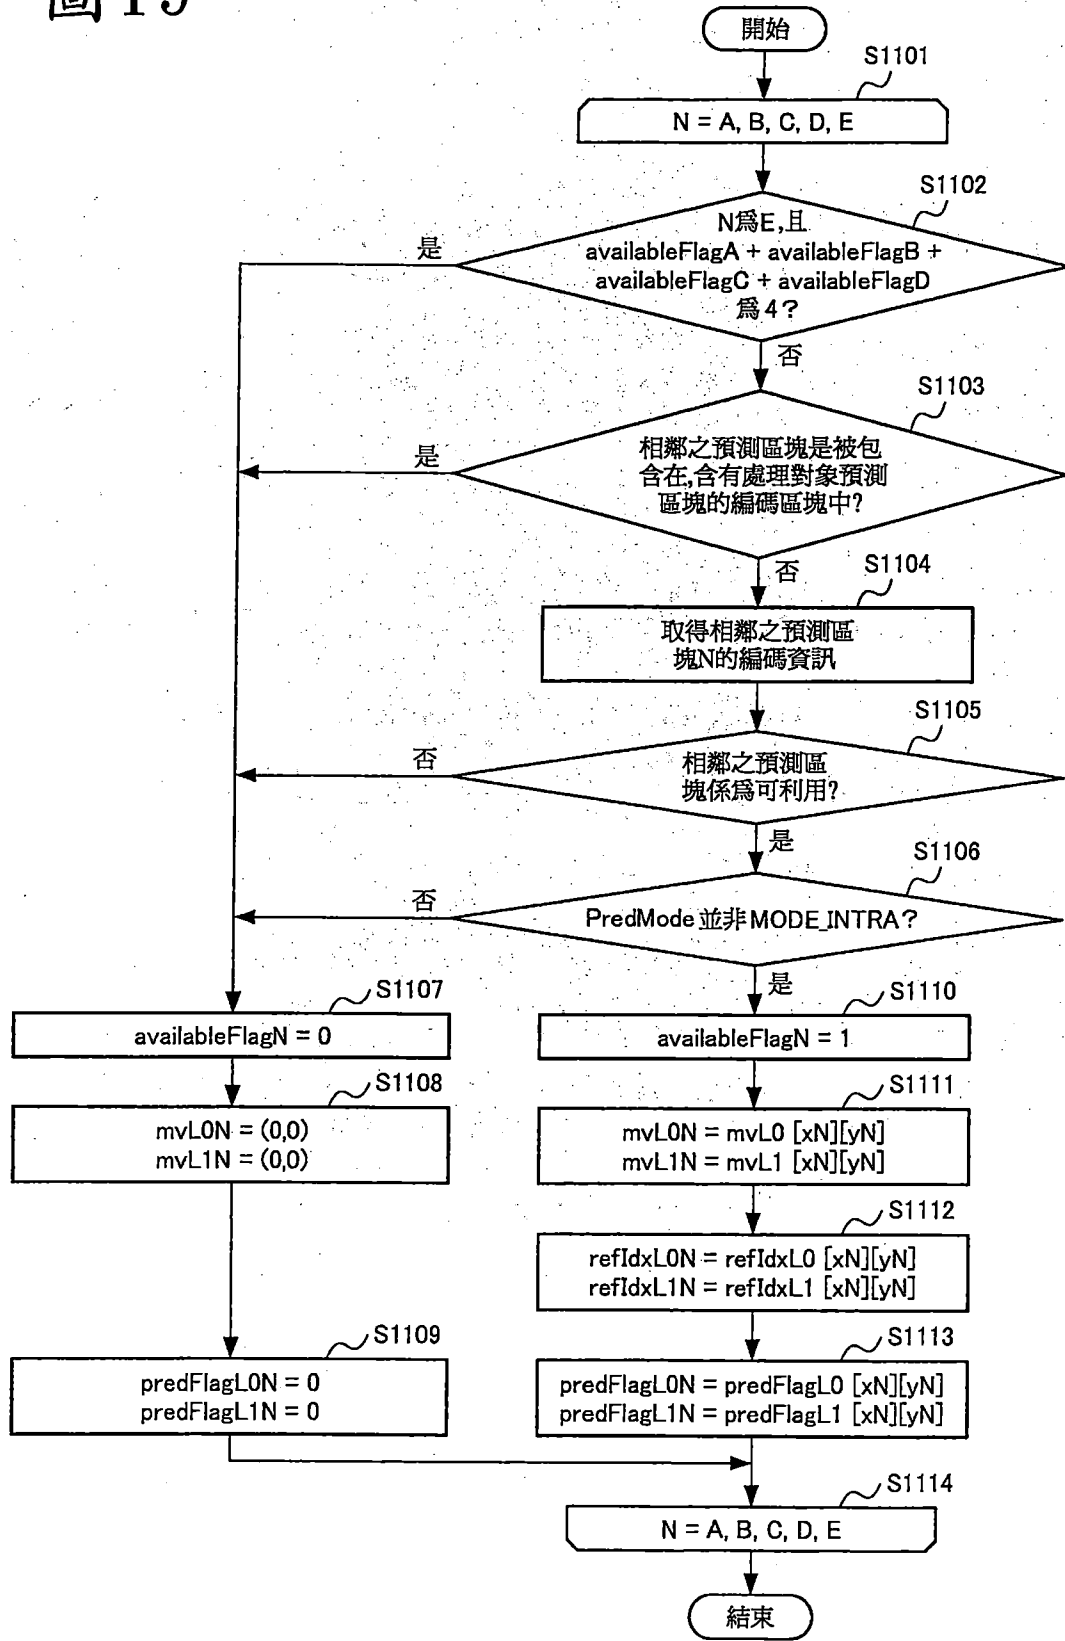 圖19
開始
S1101
N = A, B, C, D, E
S1102
N爲E,且
availableFlagA + availableFlagB +
availableFlagC + availableFlagD
爲4?
是
否
S1103
相鄰之預測區塊是被包
含在,含有處理對象預測
區塊的編碼區塊中?
是
否
S1104
取得相鄰之預測區
塊N的編碼資訊
S1105
相鄰之預測區
塊係爲可利用?
否
是
S1106
PredMode並非MODE_INTRA?
否
是
S1107
availableFlagN = 0
S1110
availableFlagN = 1
S1108
mvL0N = (0,0)
mvL1N = (0,0)
S1111
mvL0N = mvL0 [xN][yN]
mvL1N = mvL1 [xN][yN]
S1112
refIdxL0N = refIdxL0 [xN][yN]
refIdxL1N = refIdxL1 [xN][yN]
S1109
predFlagL0N = 0
predFlagL1N = 0
S1113
predFlagL0N = predFlagL0 [xN][yN]
predFlagL1N = predFlagL1 [xN][yN]
S1114
N = A, B, C, D, E
結束